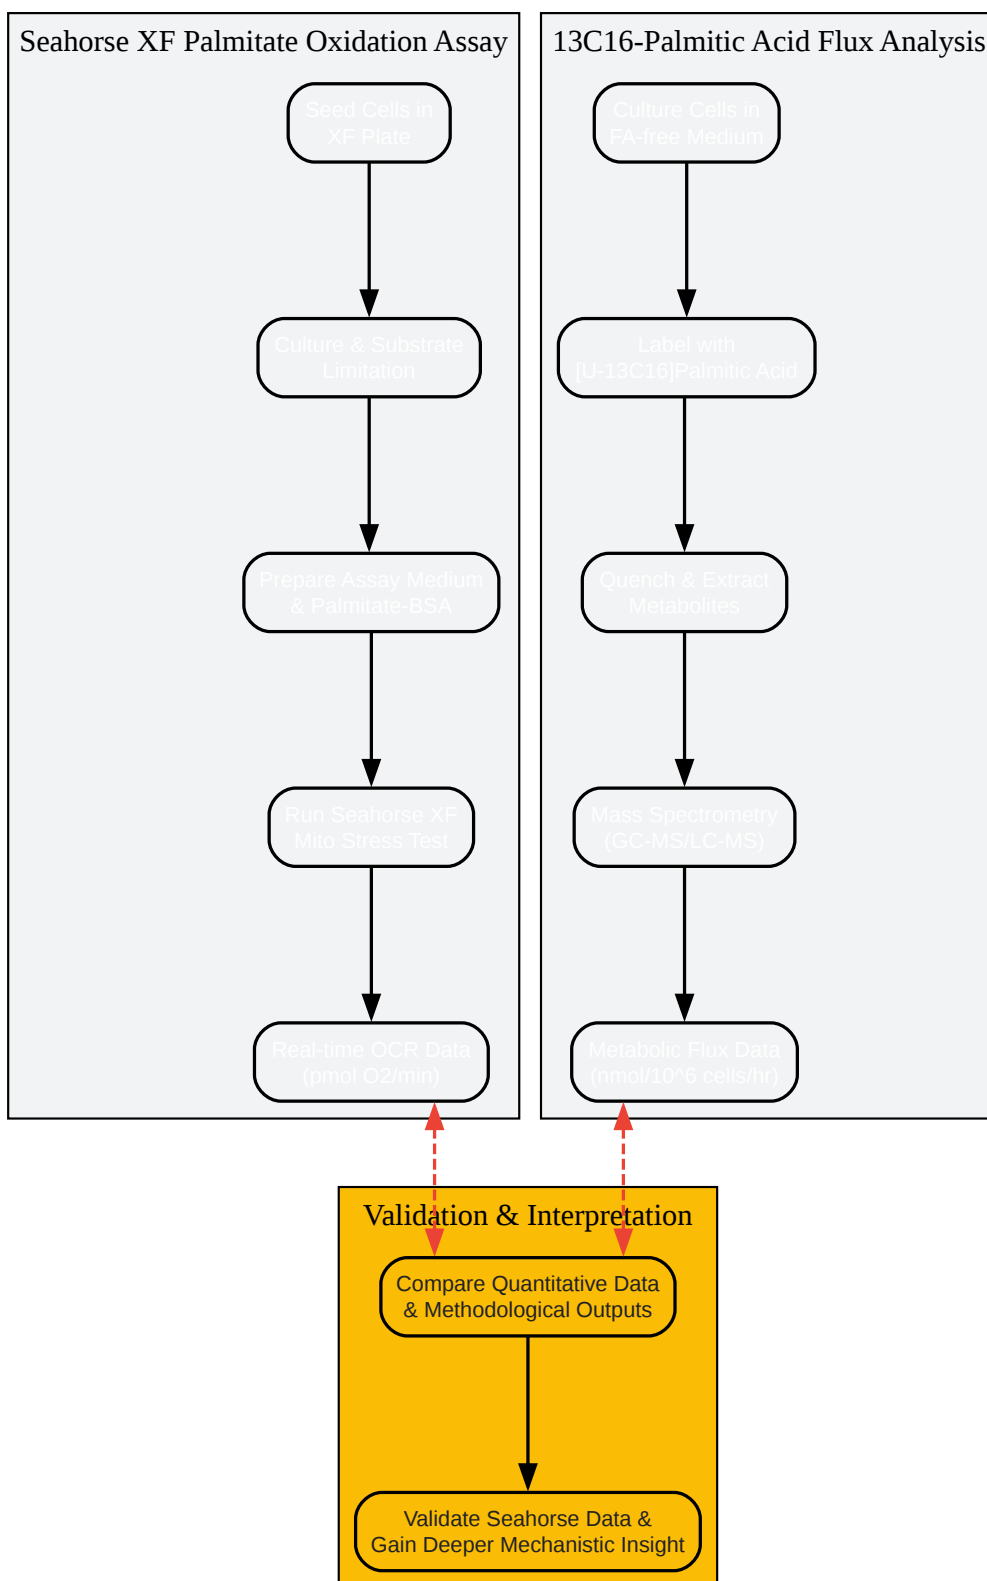 Seahorse XF Palmitate Oxidation Assay
Seed Cells in
XF Plate
Culture & Substrate
Limitation
Prepare Assay Medium
& Palmitate-BSA
Run Seahorse XF
Mito Stress Test
Real-time OCR Data
(pmol O2/min)
13C16-Palmitic Acid Flux Analysis
Culture Cells in
FA-free Medium
Label with
[U-13C16]Palmitic Acid
Quench & Extract
Metabolites
Mass Spectrometry
(GC-MS/LC-MS)
Metabolic Flux Data
(nmol/10^6 cells/hr)
Validation & Interpretation
Compare Quantitative Data
& Methodological Outputs
Validate Seahorse Data &
Gain Deeper Mechanistic Insight